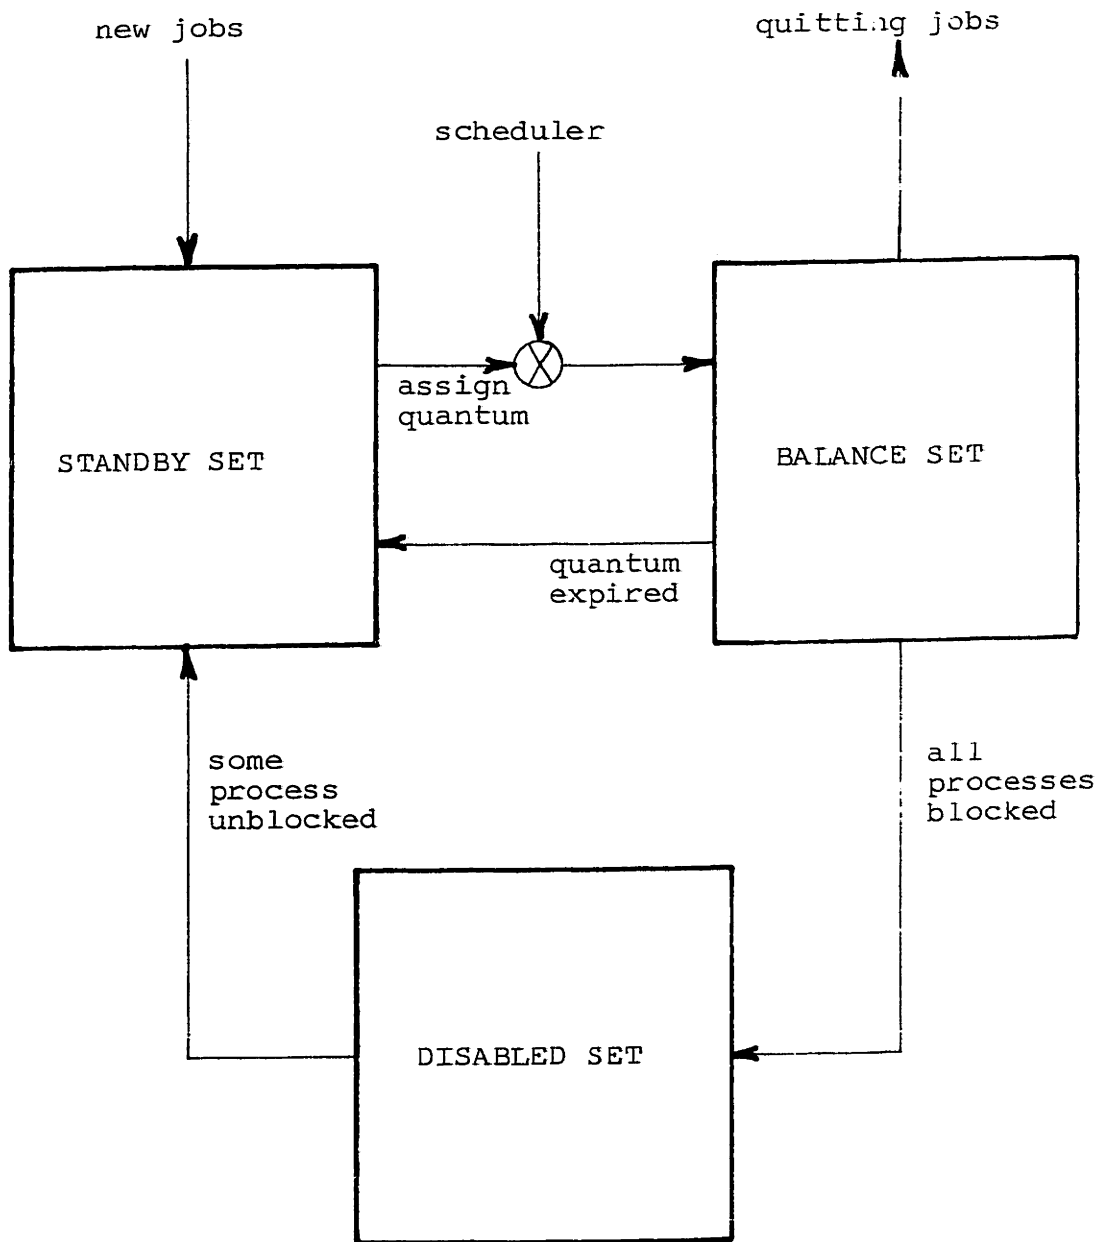 new jobs
quitting jobs
scheduler
assign
quantum
STANDBY SET
BALANCE SET
quantum
expired
some
process
unblocked
all
processes
blocked
DISABLED SET